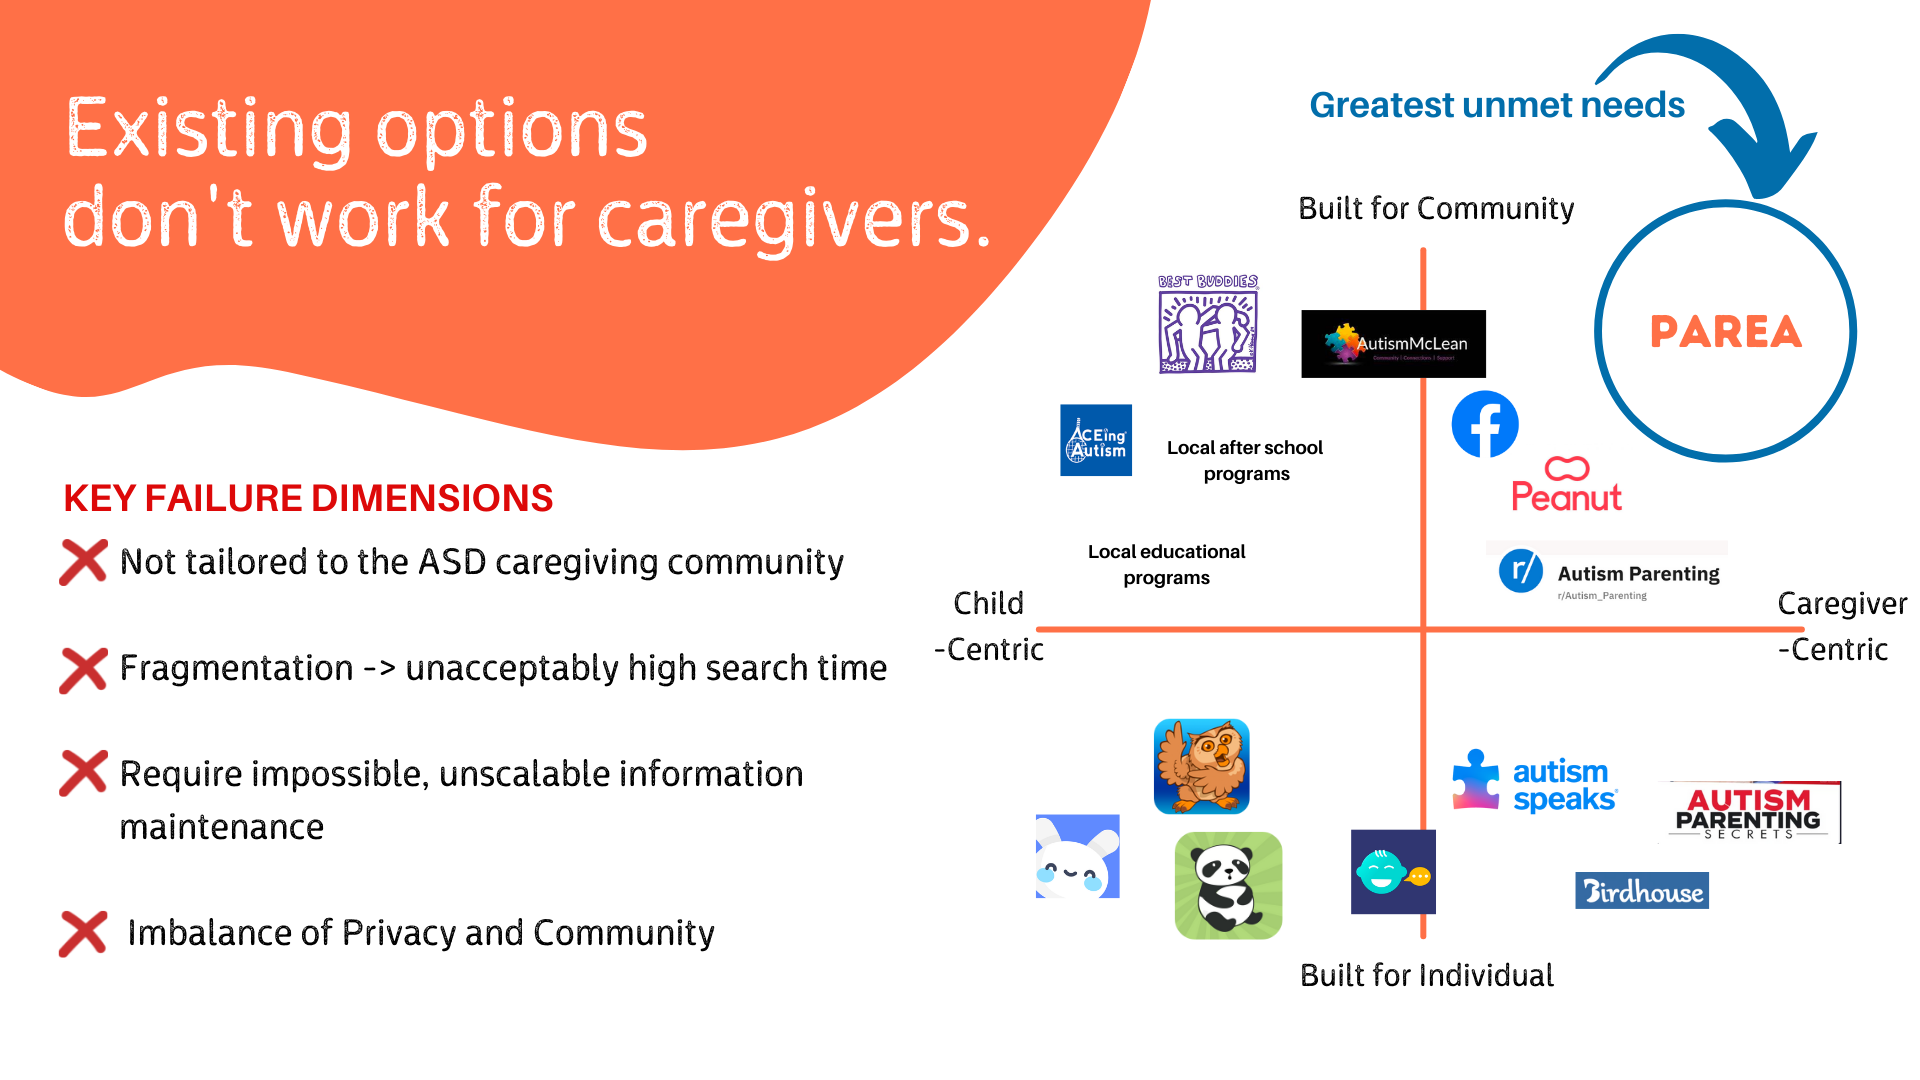 Existing options
don't work for caregivers.
KEY FAILURE DIMENSIONS
Not tailored to the ASD caregiving community
Fragmentation -> unacceptably high search time
Require impossible, unscalable information
maintenance
Imbalance of Privacy and Community
Greatest unmet needs
Built for Community
PAREA
BEST BUDDIES
AutismMcLean
Community | Connections | Support
ACEing
Autism
Local after school
programs
f
Peanut
Local educational
programs
r/
Autism Parenting
r/Autism_Parenting
Child
-Centric
Caregiver
-Centric
autism
speaks
AUTISM
PARENTING
SECRETS
Birdhouse
Built for Individual